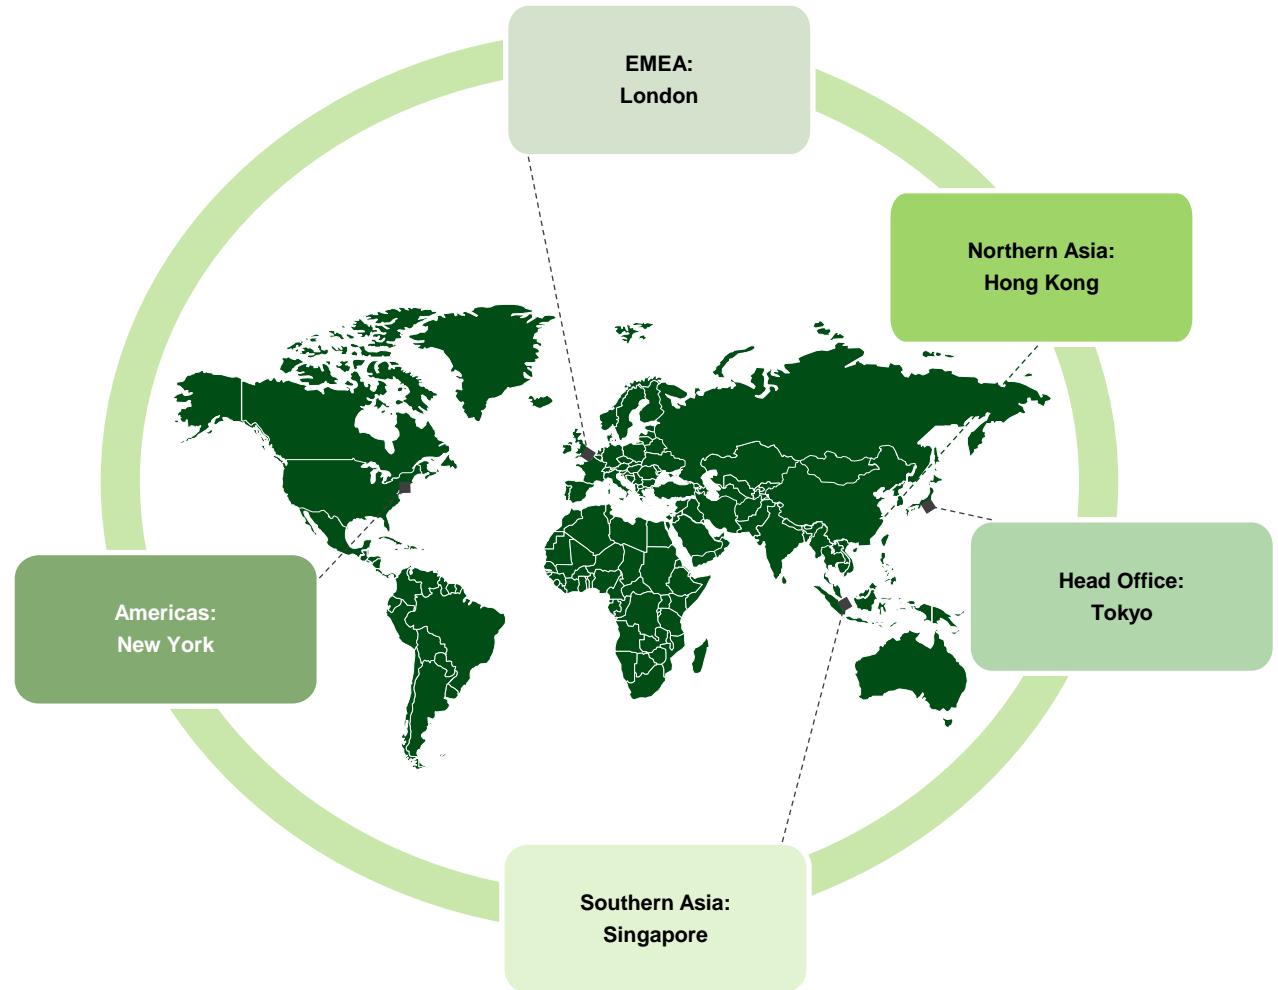 EMEA:
London
Northern Asia:
Hong Kong
Head Office:
Tokyo
Americas:
New York
Southern Asia:
Singapore